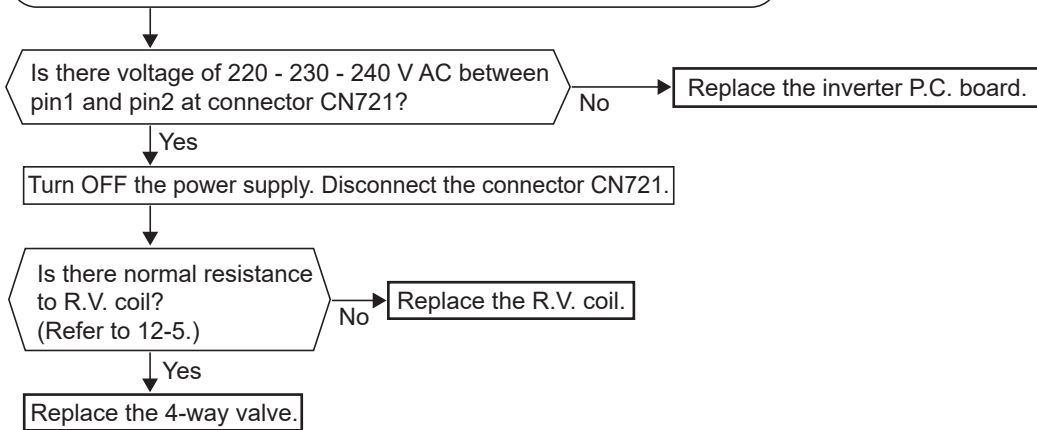 Is there voltage of 220 - 230 - 240 V AC between
pin1 and pin2 at connector CN721?
No
Replace the inverter P.C. board.
Yes
Turn OFF the power supply. Disconnect the connector CN721.
Is there normal resistance
to R.V. coil?
(Refer to 12-5.)
No
Replace the R.V. coil.
Yes
Replace the 4-way valve.